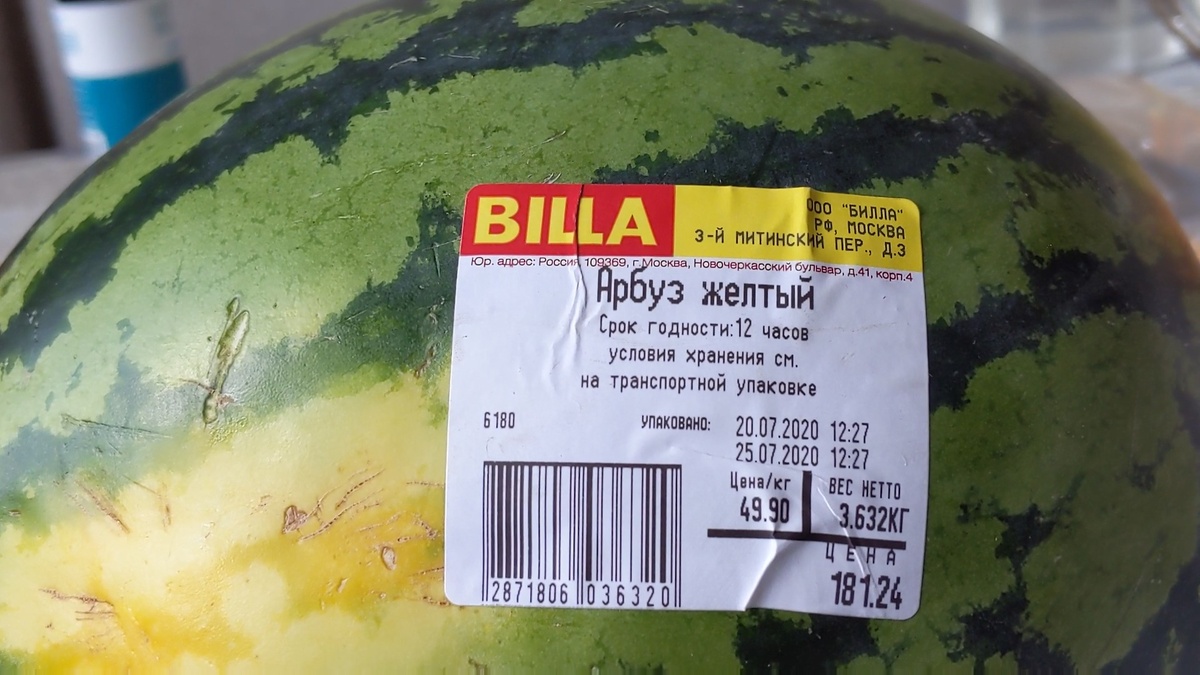 BILLA
ООО "БИЛЛА"
РФ, МОСКВА
3-Й МИТИНСКИЙ ПЕР., Д.3
Юр. адрес: Россия 109369, г.Москва, Новочеркасский бульвар, д.41, корп.4
Арбуз желтый
Срок годности:12 часов
условия хранения см.
на транспортной упаковке
6180 УПАКОВАНО: 20.07.2020 12:27
25.07.2020 12:27
Цена/кг ВЕС НЕТТО
49.90 3.632КГ
ЦЕНА
181.24
2871806 036320